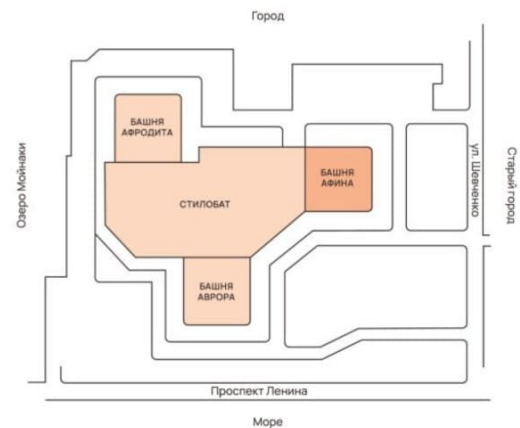 Город
БАШНЯ
АФРОДИТА
Озеро Мойнаки
СТИЛОБАТ
БАШНЯ
АФИНА
ул. Шевченко
Старый город
БАШНЯ
АВРОРА
Проспект Ленина
Море